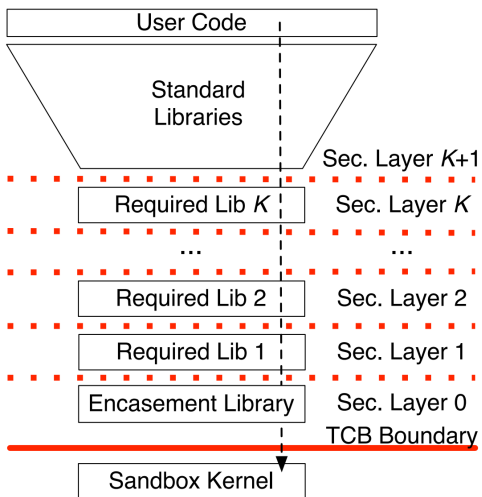 User Code
Standard
Libraries
Sec. Layer K+1
Required Lib K Sec. Layer K
... ...
Required Lib 2 Sec. Layer 2
Required Lib 1 Sec. Layer 1
Encasement Library Sec. Layer 0
TCB Boundary
Sandbox Kernel